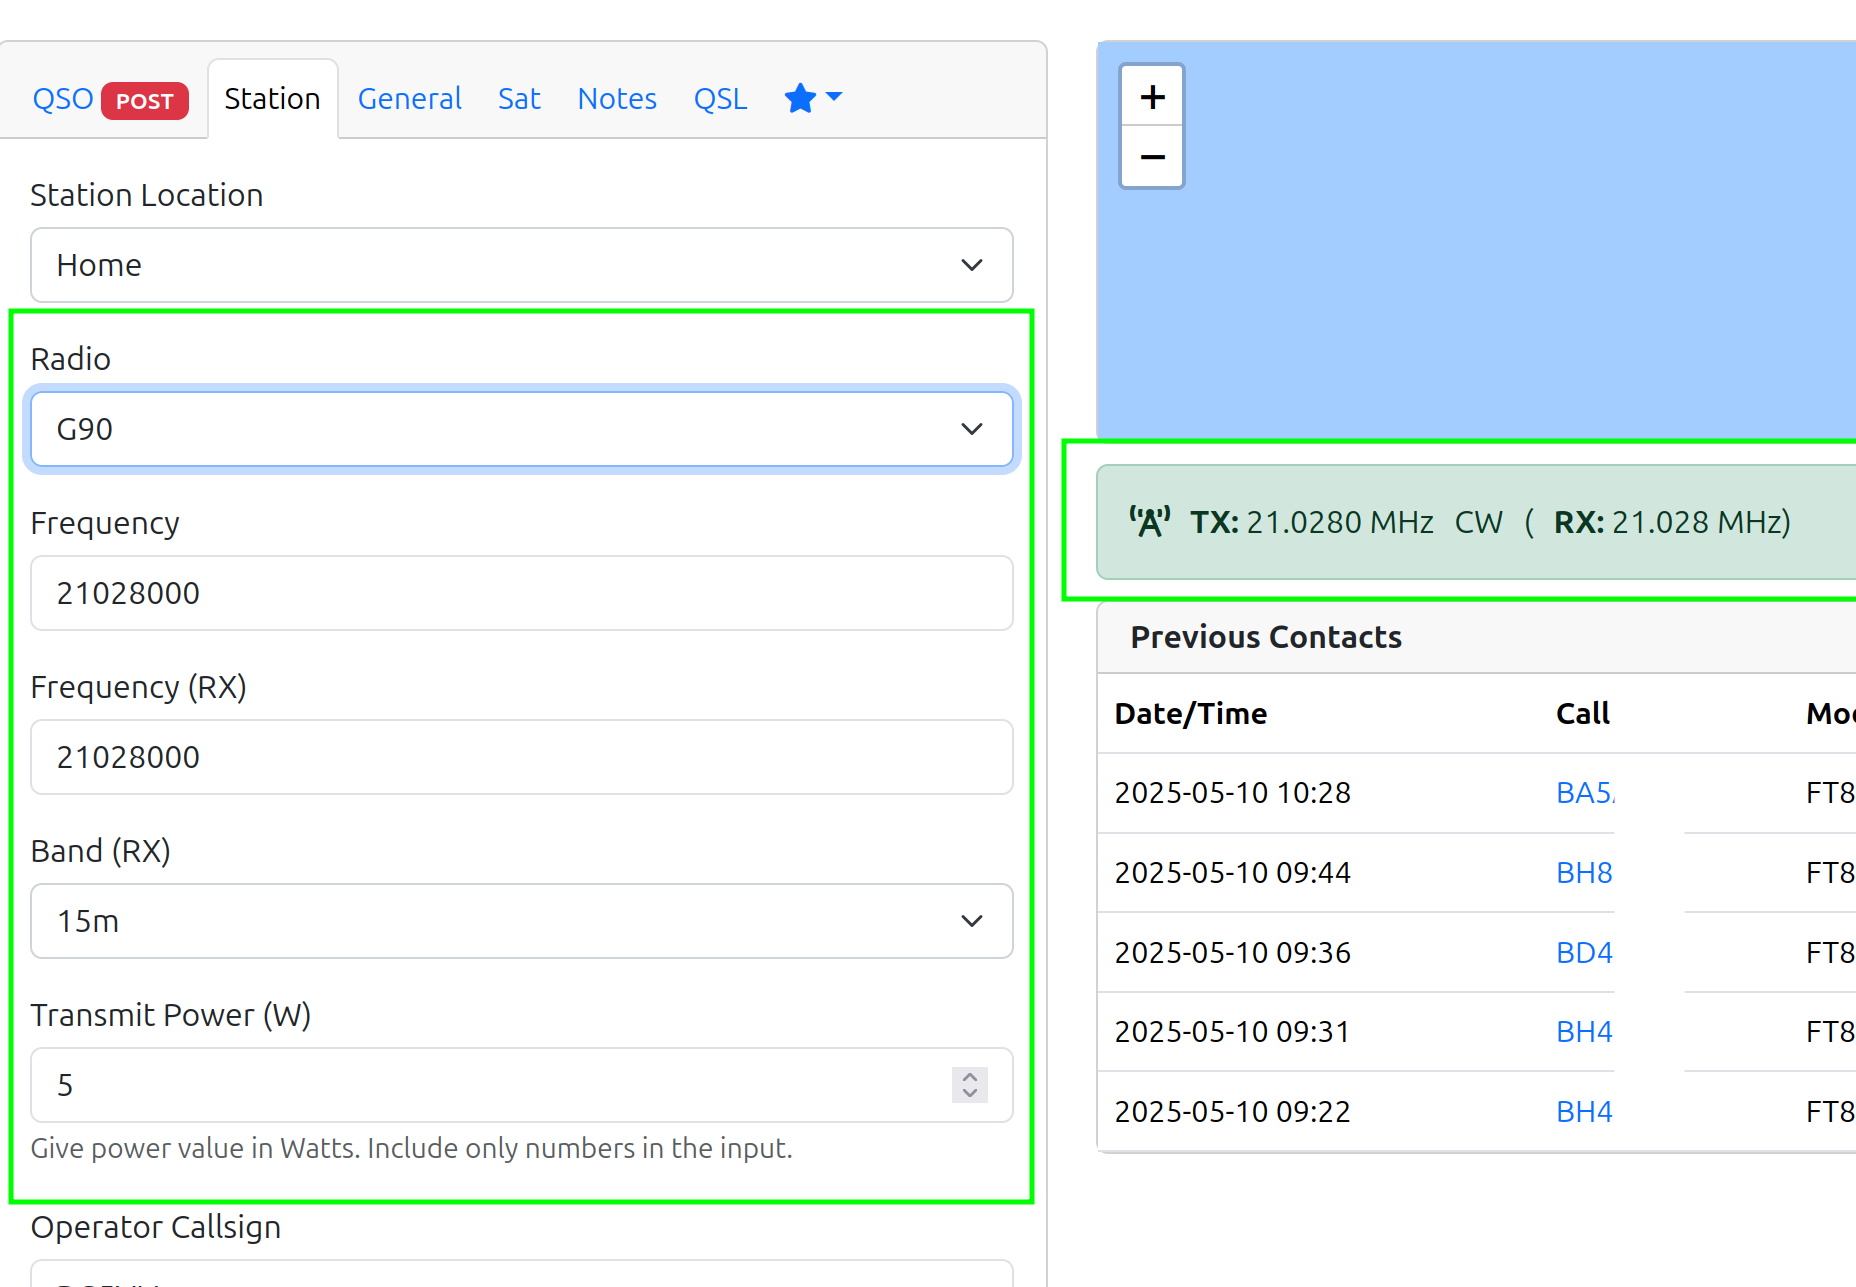 QSO POST Station General Sat Notes QSL
Station Location
Home
Radio
G90
Frequency
21028000
Frequency (RX)
21028000
Band (RX)
15m
Transmit Power (W)
5
Give power value in Watts. Include only numbers in the input.
Operator Callsign
+
−
TX: 21.0280 MHz CW ( RX: 21.028 MHz)
Previous Contacts
Date/Time Call
2025-05-10 10:28 BA5 FT8
2025-05-10 09:44 BH8 FT8
2025-05-10 09:36 BD4 FT8
2025-05-10 09:31 BH4 FT8
2025-05-10 09:22 BH4 FT8